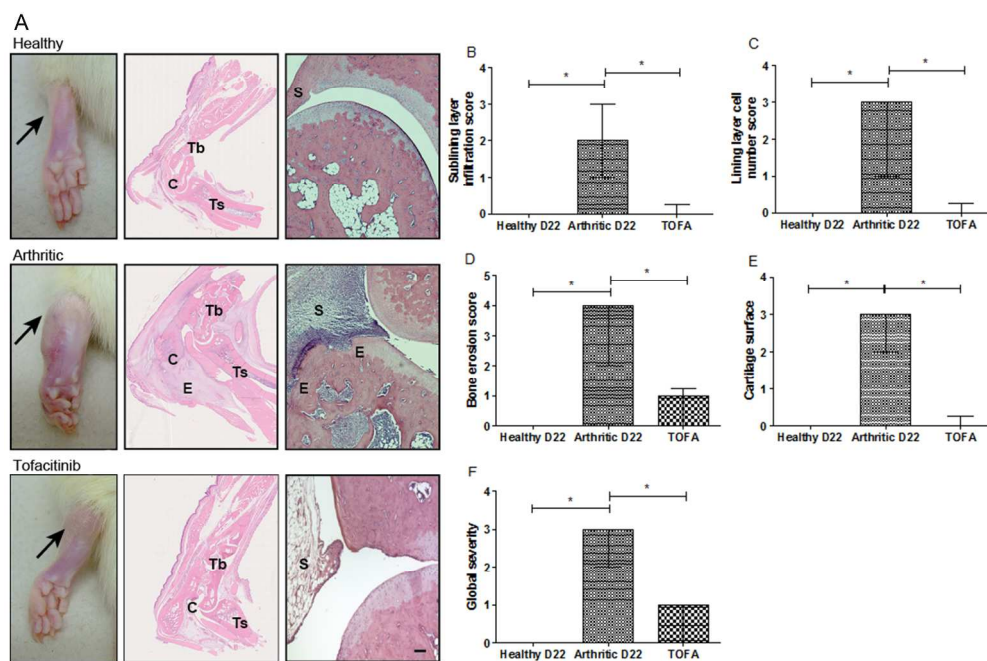 A
Healthy
S
Tb
C
Ts
Arthritic
S
Tb
C
E
Ts
E
E
Tofacitinib
Tb
S
C
Ts
B
Sublining layer
infiltration score
4
3
2
1
0
*
*
Healthy D22 Arthritic D22 TOFA
C
Lining layer cell
number score
4
3
2
1
0
*
*
Healthy D22 Arthritic D22 TOFA
D
Bone erosion score
5
4
3
2
1
0
*
*
Healthy D22 Arthritic D22 TOFA
E
Cartilage surface
4
3
2
1
0
*
*
Healthy D22 Arthritic D22 TOFA
F
Global severity
4
3
2
1
0
*
*
Healthy D22 Arthritic D22 TOFA